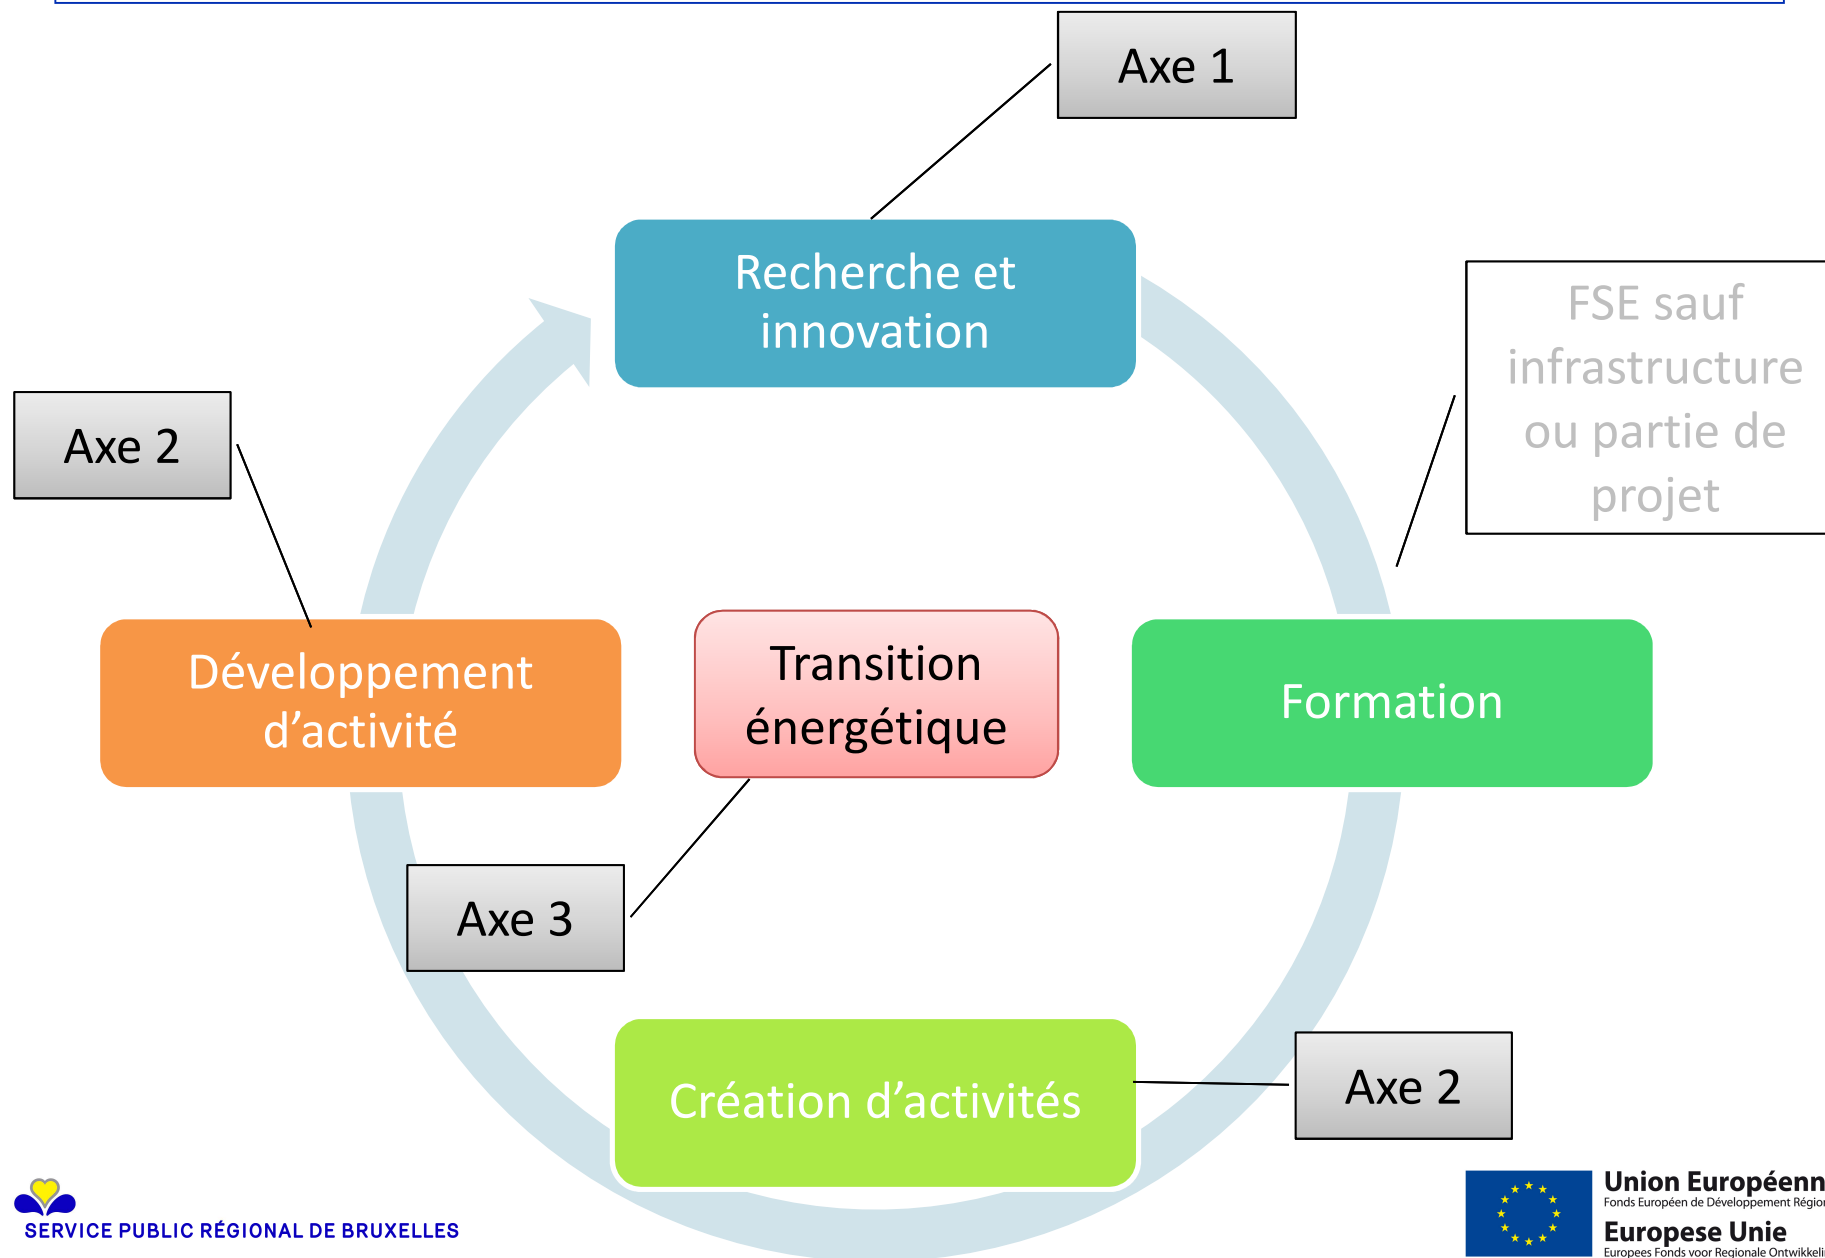 Axe 1
Recherche et
innovation
FSE sauf
infrastructure
ou partie de
projet
Axe 2
Développement
d’activité
Transition
énergétique
Formation
Axe 3
Création d’activités
Axe 2
SERVICE PUBLIC RÉGIONAL DE BRUXELLES
Union Européenn
Fonds Européen de Développement Région
Europese Unie
Europees Fonds voor Regionale Ontwikkelin